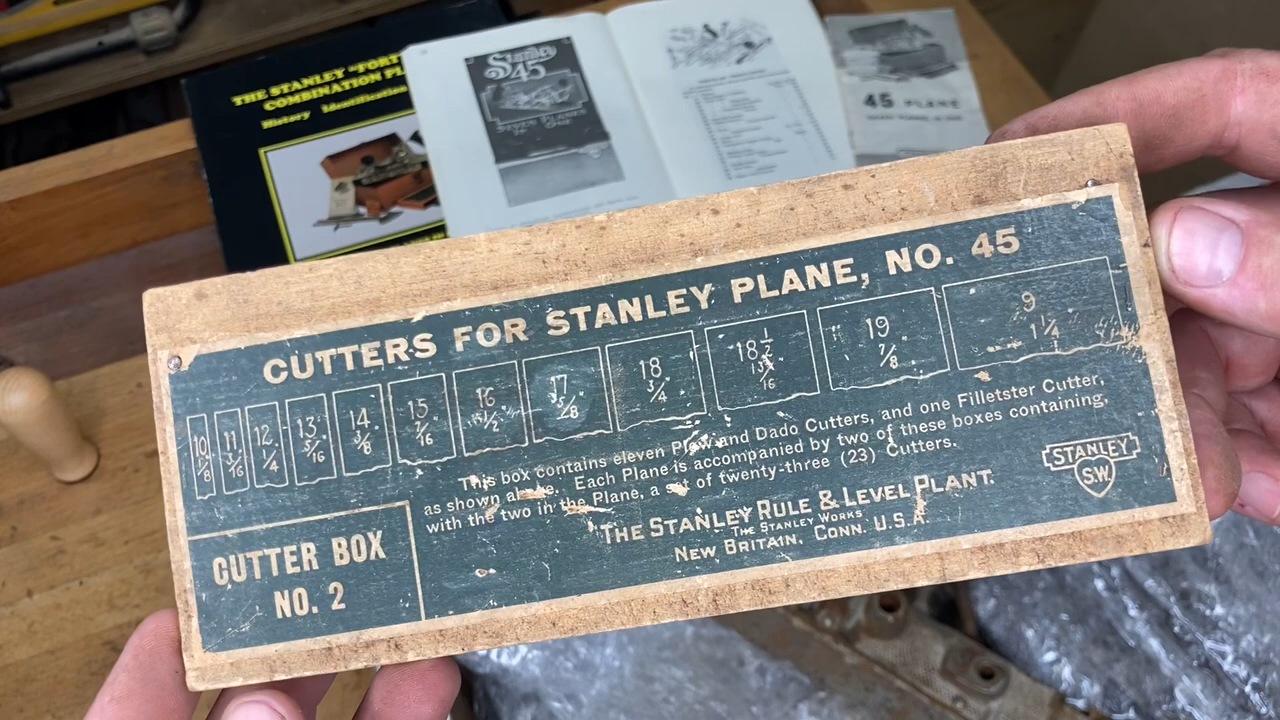 THE STANLEY "FORT
COMBINATION PL
History Identification
Stanley
45
SEVEN PLANES
IN ONE
45 PLANE
CUTTERS FOR STANLEY PLANE, NO. 45
10 1/8
11 3/16
12 1/4
13 5/16
14 3/8
15 7/16
16 1/2
17 5/8
18 3/4
18 1/2 13/16
19 7/8
9 1 1/4
This box contains eleven Plow and Dado Cutters, and one Filletster Cutter,
as shown above. Each Plane is accompanied by two of these boxes containing,
with the two in the Plane, a set of twenty-three (23) Cutters.
THE STANLEY RULE & LEVEL PLANT.
THE STANLEY WORKS
NEW BRITAIN, CONN. U.S.A.
STANLEY
S.W.
CUTTER BOX
NO. 2